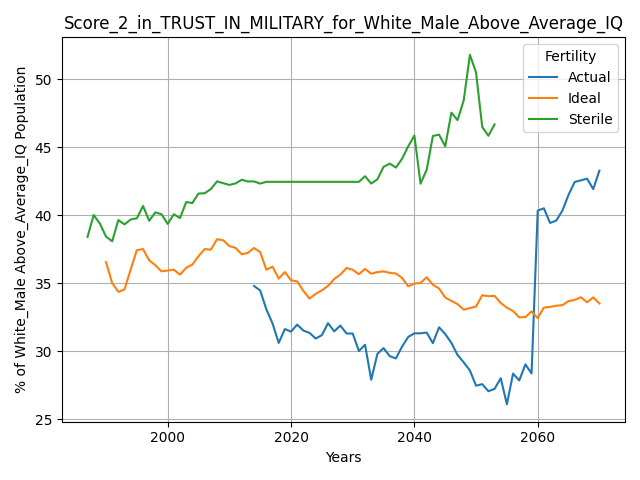 Score_2_in_TRUST_IN_MILITARY_for_White_Male_Above_Average_IQ
Fertility
Actual
Ideal
Sterile
% of White_Male Above_Average_IQ Population
50
45
40
35
30
25
2000
2020
2040
2060
Years